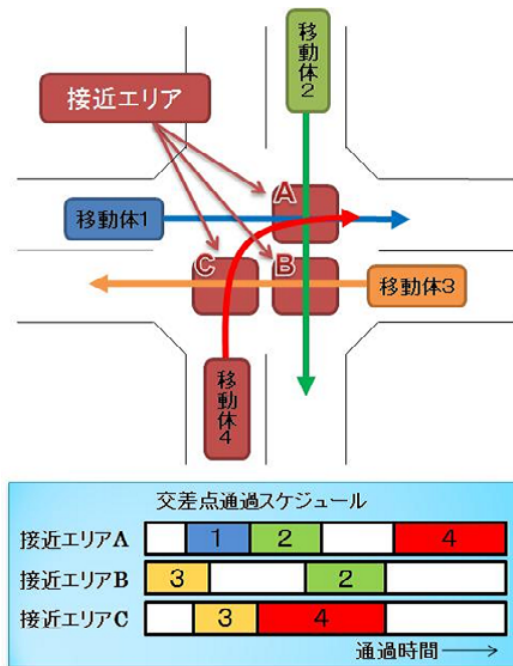 移動体2
接近エリア
A
移動体1
C
B
移動体3
移動体4
交差点通過スケジュール
接近エリアA 1 2 4
接近エリアB 3 2
接近エリアC 3 4
通過時間→